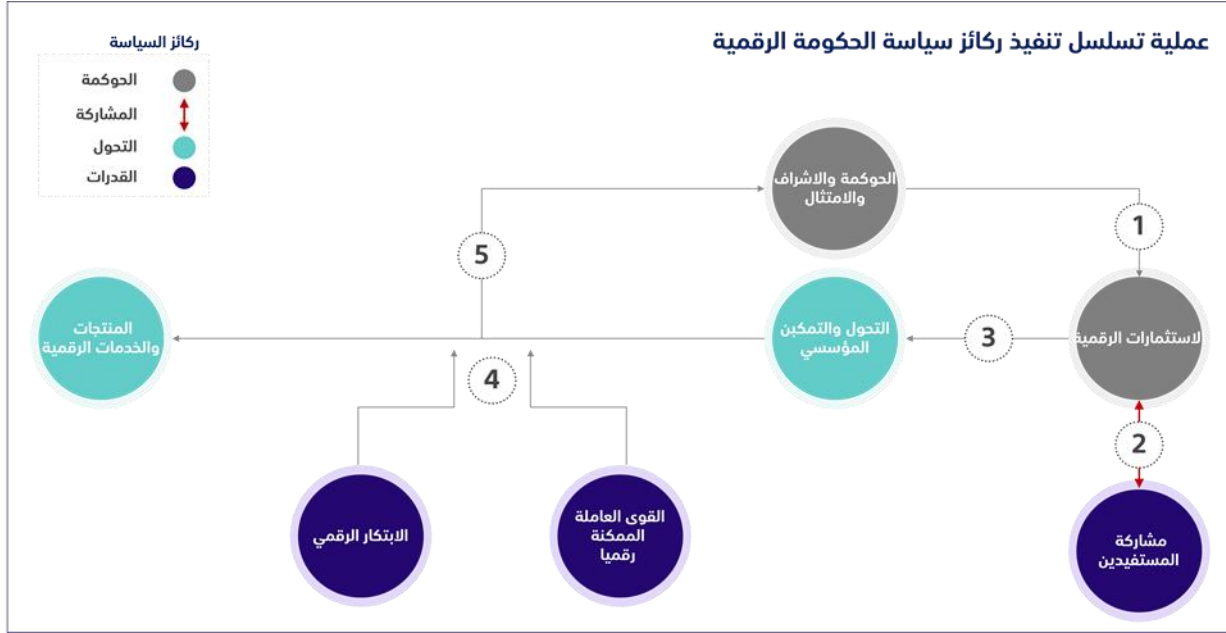 عملية تسلسل تنفيذ ركائز سياسة الحكومة الرقمية
ركائز السياسة
الحوكمة
المشاركة
التحول
القدرات
الحوكمة والاشراف
والامتثال
1
5
لاستثمارات الرقمية
3
التحول والتمكبن
المؤسسي
المنتجات
والخدمات الرقمية
4
2
القوى العاملة
الممكنة
رقميا
الابتكار الرقمي
مشاركة
المستفيدين